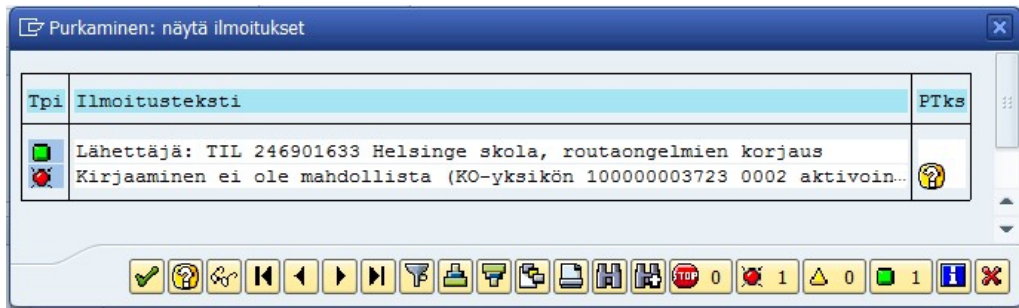 Purkaminen: näytä ilmoitukset
Tpi Ilmoitusteksti PTks
Lähettäjä: TIL 246901633 Helsinge skola, routaongelmien korjaus
Kirjaaminen ei ole mahdollista (KO-yksikön 100000003723 0002 aktivoin…
STOP 0 1 0 1